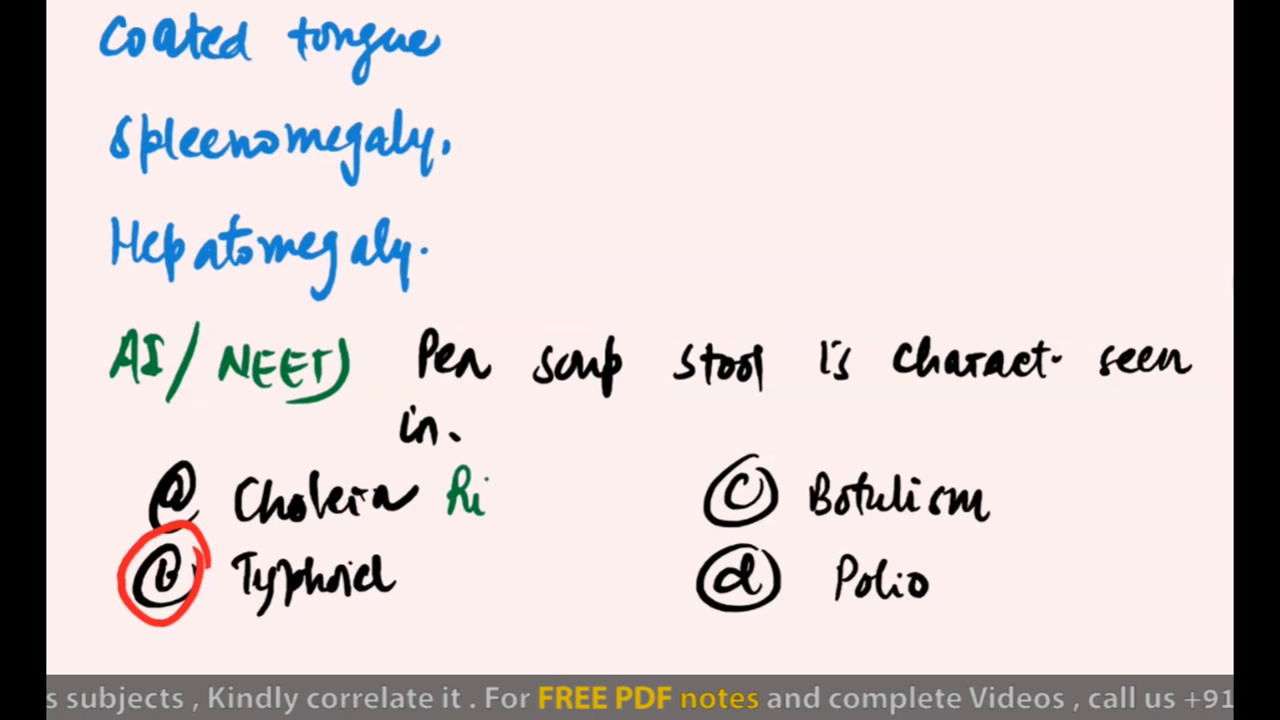 Coated tongue
Spleenomegaly.
Hepatomegaly.
AI/NEET) Pea soup stool is charact. seen
in.
(a) Cholera Ri
(c) Botulism
(b) Typhoid
(d) Polio
s subjects , Kindly correlate it . For FREE PDF notes and complete Videos , call us +91